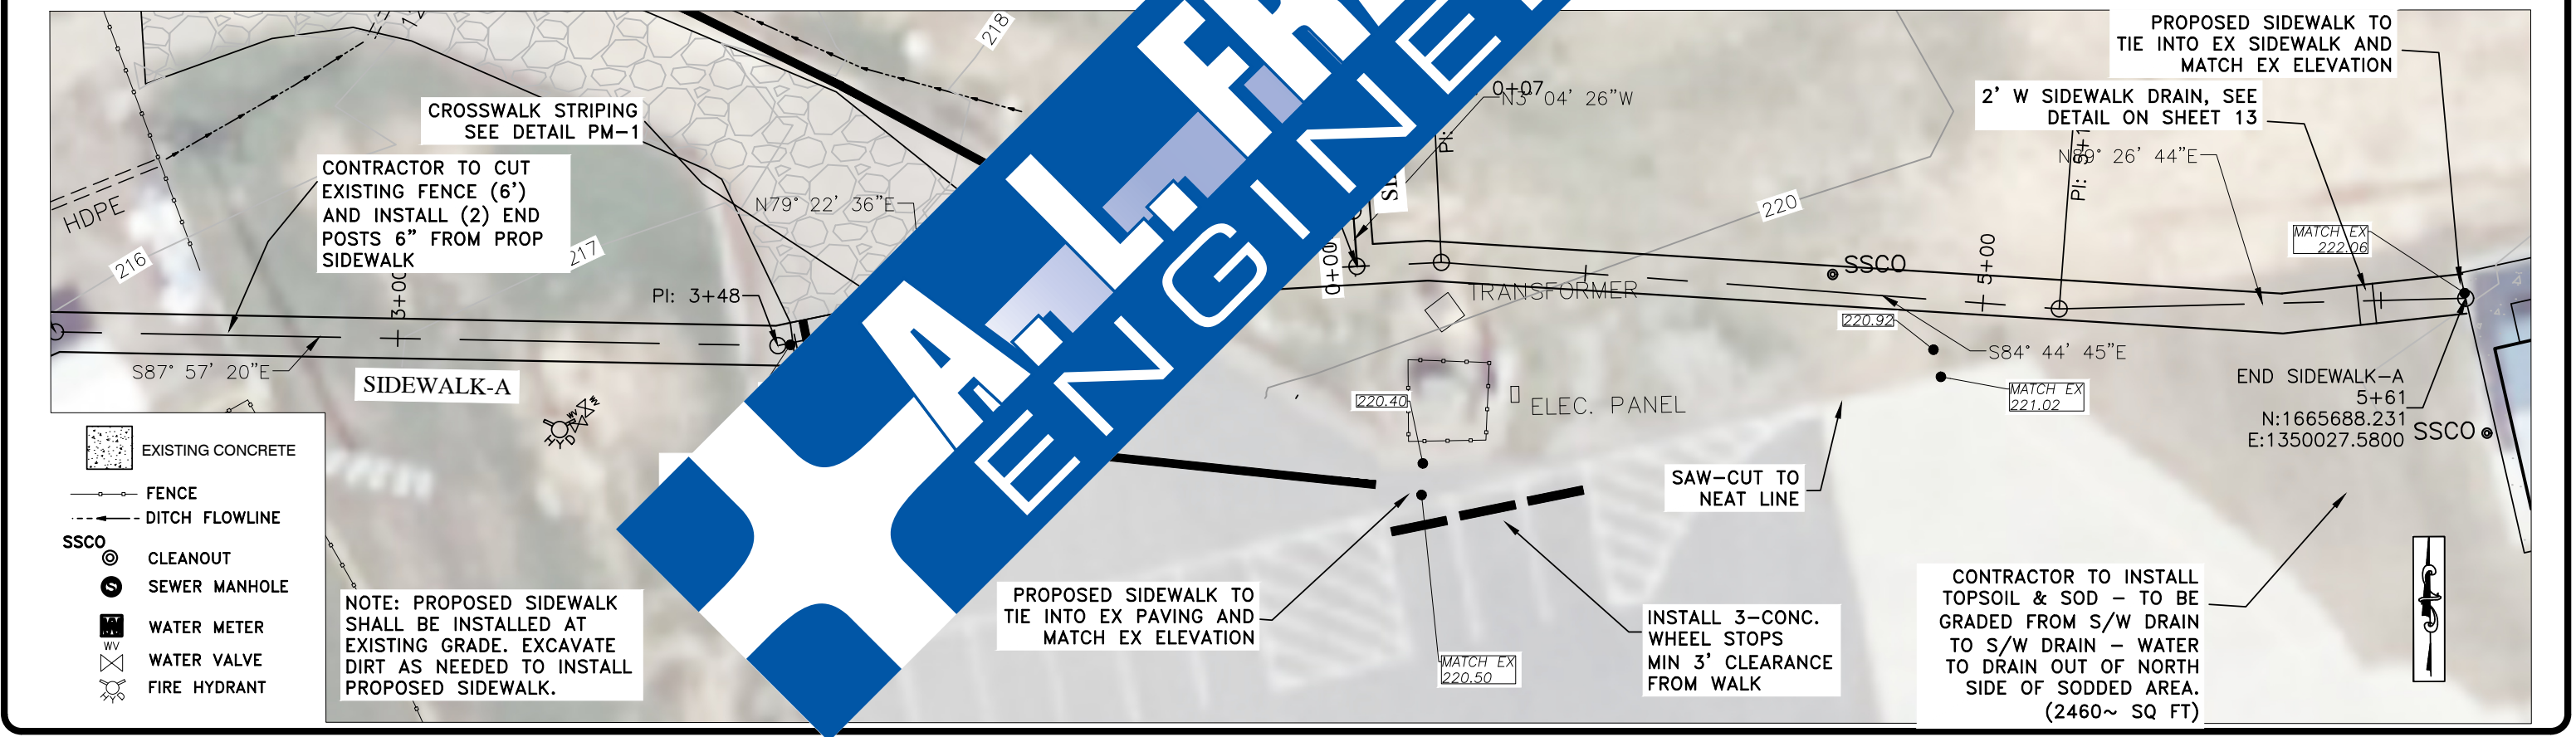 218
PROPOSED SIDEWALK TO
TIE INTO EX SIDEWALK AND
MATCH EX ELEVATION
2' W SIDEWALK DRAIN, SEE
DETAIL ON SHEET 13
CROSSWALK STRIPING
SEE DETAIL PM-1
0+07
N3° 04' 26"W
PI:
CONTRACTOR TO CUT
EXISTING FENCE (6')
AND INSTALL (2) END
POSTS 6" FROM PROP
SIDEWALK
HDPE
216
217
N79° 22' 36"E
N89° 26' 44"E
220
MATCH EX
222.06
3+00
PI: 3+48
0+00
TRANSFORMER
SSCO
5+00
220.92
S84° 44' 45"E
S87° 57' 20"E
SIDEWALK-A
WV
WV
HYD
220.40
ELEC. PANEL
MATCH EX
221.02
END SIDEWALK-A
5+61
N:1665688.231
E:1350027.5800
SSCO
A.L.
ENGINE
SAW-CUT TO
NEAT LINE
EXISTING CONCRETE
FENCE
DITCH FLOWLINE
SSCO
CLEANOUT
S
SEWER MANHOLE
WATER METER
WV
WATER VALVE
HYD
FIRE HYDRANT
NOTE: PROPOSED SIDEWALK
SHALL BE INSTALLED AT
EXISTING GRADE. EXCAVATE
DIRT AS NEEDED TO INSTALL
PROPOSED SIDEWALK.
PROPOSED SIDEWALK TO
TIE INTO EX PAVING AND
MATCH EX ELEVATION
MATCH EX
220.50
INSTALL 3-CONC.
WHEEL STOPS
MIN 3' CLEARANCE
FROM WALK
CONTRACTOR TO INSTALL
TOPSOIL & SOD - TO BE
GRADED FROM S/W DRAIN
TO S/W DRAIN - WATER
TO DRAIN OUT OF NORTH
SIDE OF SODDED AREA.
(2460~ SQ FT)